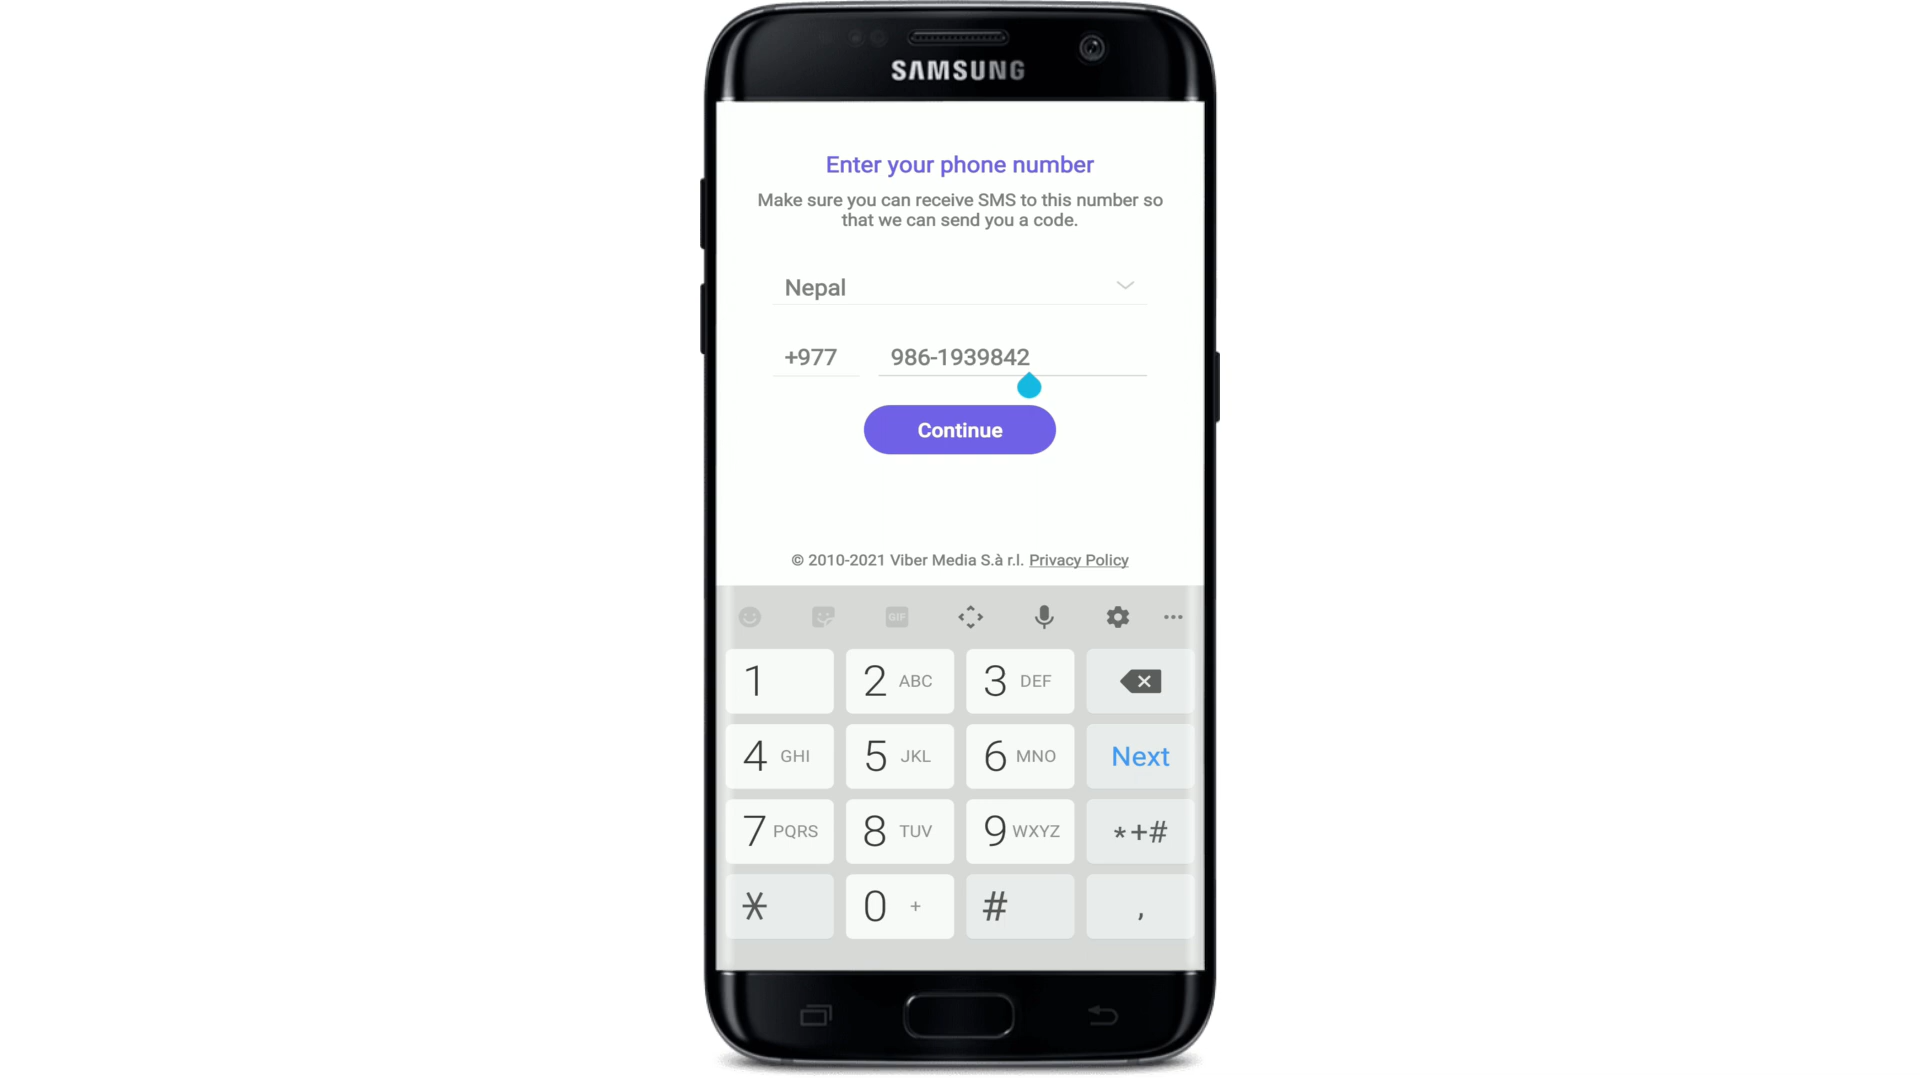 SAMSUNG
Enter your phone number
Make sure you can receive SMS to this number so
that we can send you a code.
Nepal
+977 986-1939842
Continue
© 2010-2021 Viber Media S.à r.l. Privacy Policy
GIF
1 2 ABC 3 DEF
4 GHI 5 JKL 6 MNO Next
7 PQRS 8 TUV 9 WXYZ *+#
* 0 + # ,